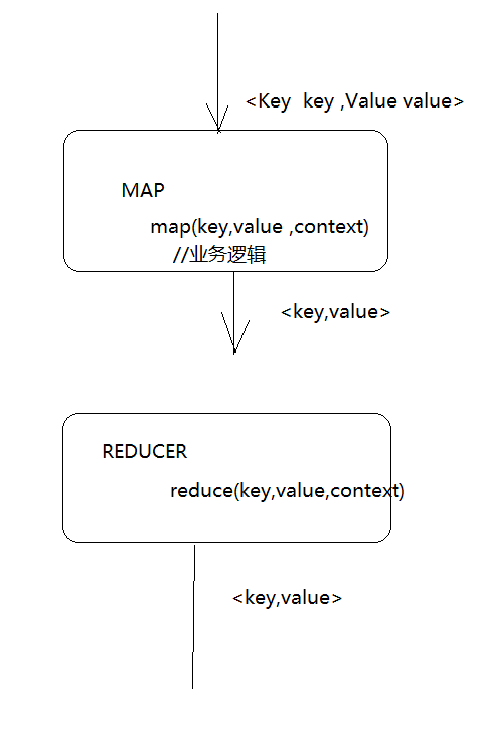 <Key  key ,Value value>
MAP
map(key,value ,context)
//业务逻辑
<key,value>
REDUCER
reduce(key,value,context)
<key,value>